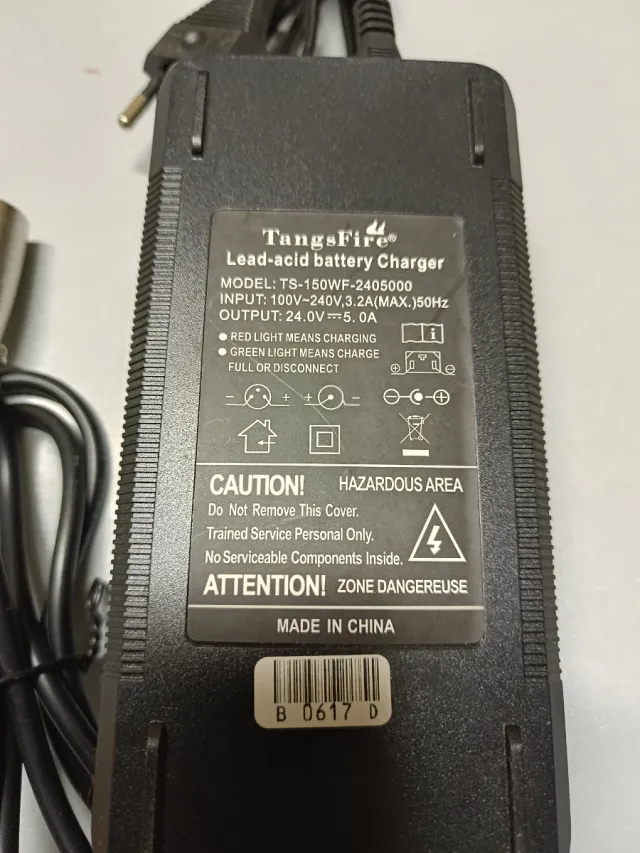 TangsFire®
Lead-acid battery Charger
MODEL: TS-150WF-2405000
INPUT: 100V~240V,3.2A(MAX.)50Hz
OUTPUT: 24.0V⎓5.0A
● RED LIGHT MEANS CHARGING
● GREEN LIGHT MEANS CHARGE
FULL OR DISCONNECT
CAUTION! HAZARDOUS AREA
Do Not Remove This Cover.
Trained Service Personal Only.
No Serviceable Components Inside.
ATTENTION! ZONE DANGEREUSE
MADE IN CHINA
B 0617 D